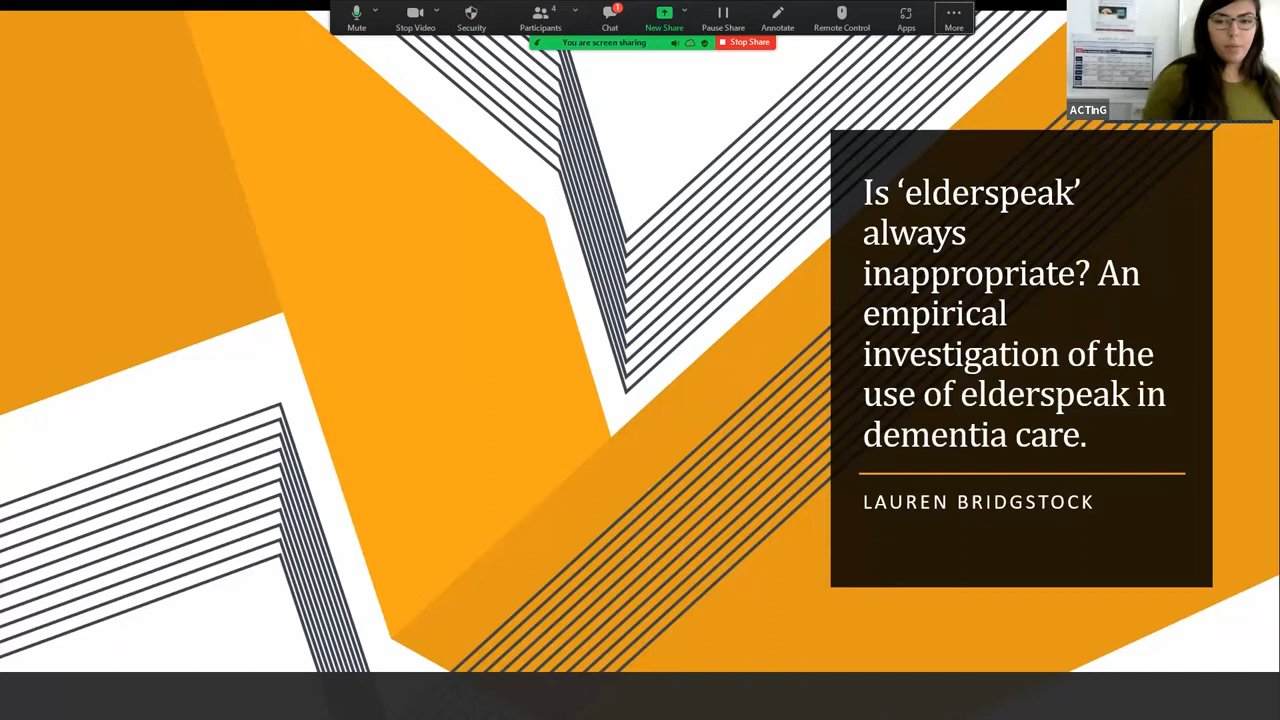 Mute
Stop Video
Security
Participants
4
Chat
1
New Share
Pause Share
Annotate
Remote Control
Apps
More
You are screen sharing
Stop Share
ACTInG
Is ‘elderspeak’
always
inappropriate? An
empirical
investigation of the
use of elderspeak in
dementia care.
LAUREN BRIDGSTOCK